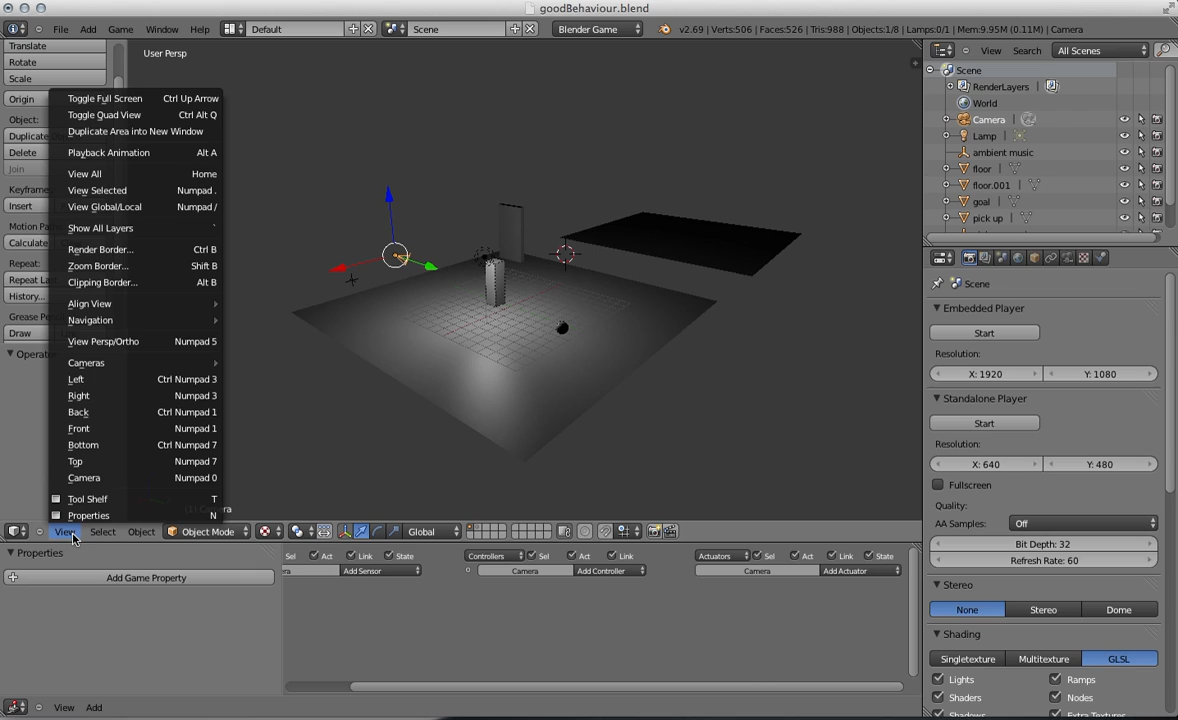 goodBehaviour.blend
File Add Game Window Help Default Scene Blender Game v2.69 | Verts:506 | Faces:526 | Tris:988 | Objects:1/8 | Lamps:0/1 | Mem:9.95M (0.11M) | Camera
Translate
Rotate
Scale
Origin
Object:
Duplicate
Delete
Join
Keyframe
Insert
Motion Pa
Calculate
Repeat:
Repeat La
History...
Grease Pe
Draw
Operato
User Persp
Toggle Full Screen Ctrl Up Arrow
Toggle Quad View Ctrl Alt Q
Duplicate Area into New Window
Playback Animation Alt A
View All Home
View Selected Numpad .
View Global/Local Numpad /
Show All Layers `
Render Border... Ctrl B
Zoom Border... Shift B
Clipping Border... Alt B
Align View
Navigation
View Persp/Ortho Numpad 5
Cameras
Left Ctrl Numpad 3
Right Numpad 3
Back Ctrl Numpad 1
Front Numpad 1
Bottom Ctrl Numpad 7
Top Numpad 7
Camera Numpad 0
Tool Shelf T
Properties N
View Select Object Object Mode Global
View Search All Scenes
Scene
RenderLayers
World
Camera
Lamp
ambient music
floor
floor.001
goal
pick up
Scene
Embedded Player
Start
Resolution:
X: 1920 Y: 1080
Standalone Player
Start
Resolution:
X: 640 Y: 480
Fullscreen
Quality:
AA Samples: Off
Bit Depth: 32
Refresh Rate: 60
Stereo
None Stereo Dome
Shading
Singletexture Multitexture GLSL
Lights Ramps
Shaders Nodes
Shadows Extra Textures
Properties
Add Game Property
Sel Act Link State Controllers Sel Act Link Actuators Sel Act Link State
era Add Sensor Camera Add Controller Camera Add Actuator
View Add